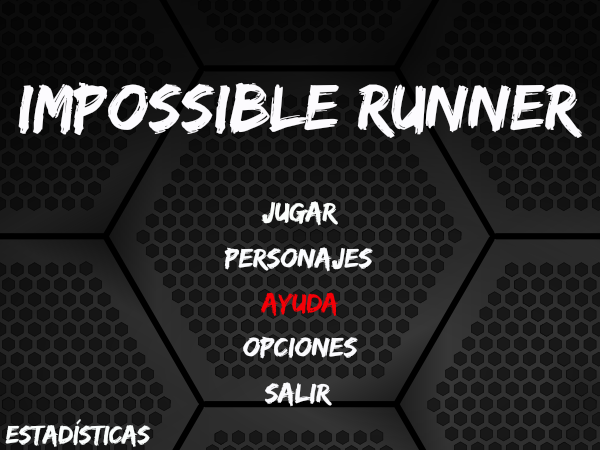 IMPOSSIBLE RUNNER
JUGAR
PERSONAJES
AYUDA
OPCIONES
SALIR
ESTADÍSTICAS